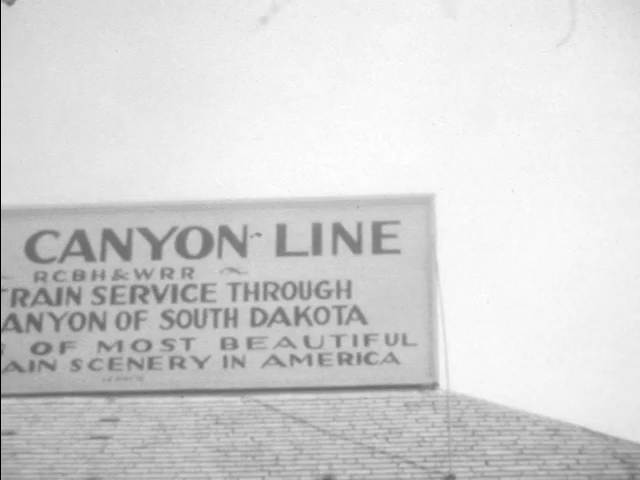 CANYON LINE
RCBH&WRR
TRAIN SERVICE THROUGH
ANYON OF SOUTH DAKOTA
OF MOST BEAUTIFUL
AIN SCENERY IN AMERICA